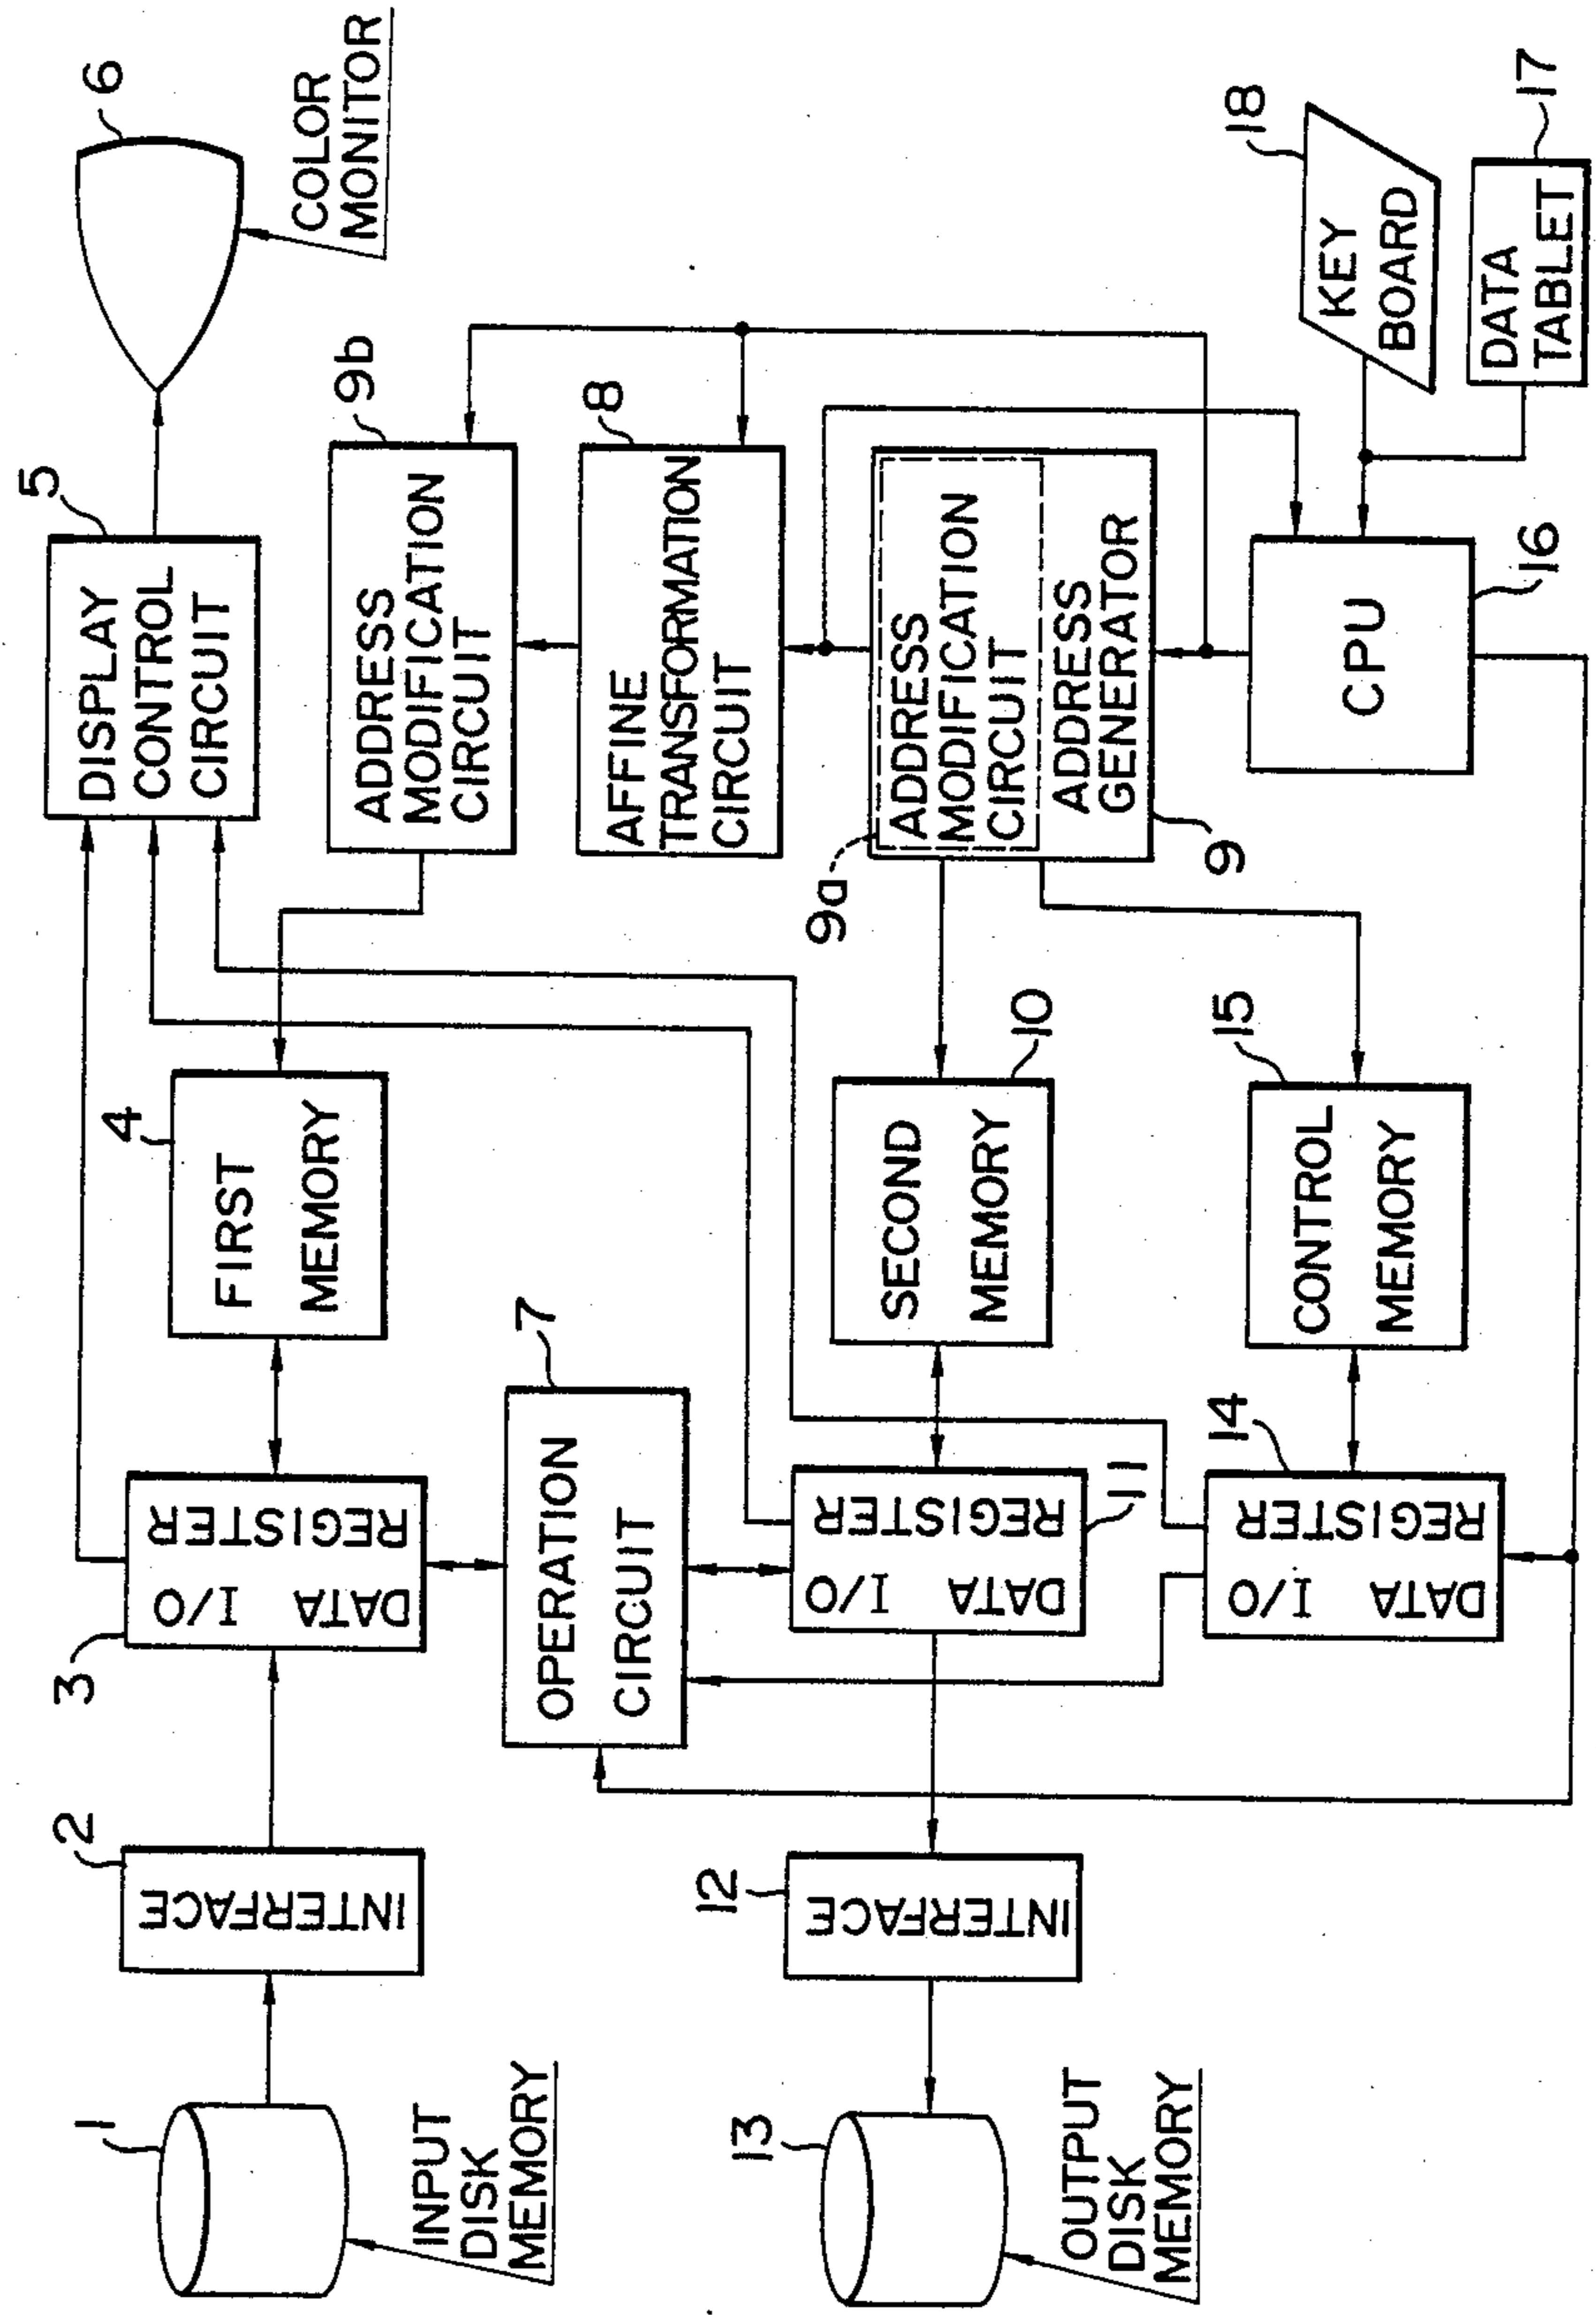 1
INPUT
DISK
MEMORY
2
INTERFACE
3
DATA REGISTER
I/O
4
FIRST
MEMORY
5
DISPLAY
CONTROL
CIRCUIT
6
COLOR
MONITOR
7
OPERATION
CIRCUIT
9b
ADDRESS
MODIFICATION
CIRCUIT
8
AFFINE
TRANSFORMATION
CIRCUIT
13
OUTPUT
DISK
MEMORY
12
INTERFACE
11
DATA I/O
REGISTER
10
SECOND
MEMORY
9a
ADDRESS
MODIFICATION
CIRCUIT
ADDRESS
GENERATOR
9
14
DATA I/O
REGISTER
15
CONTROL
MEMORY
CPU
16
18
KEY
BOARD
17
DATA
TABLET